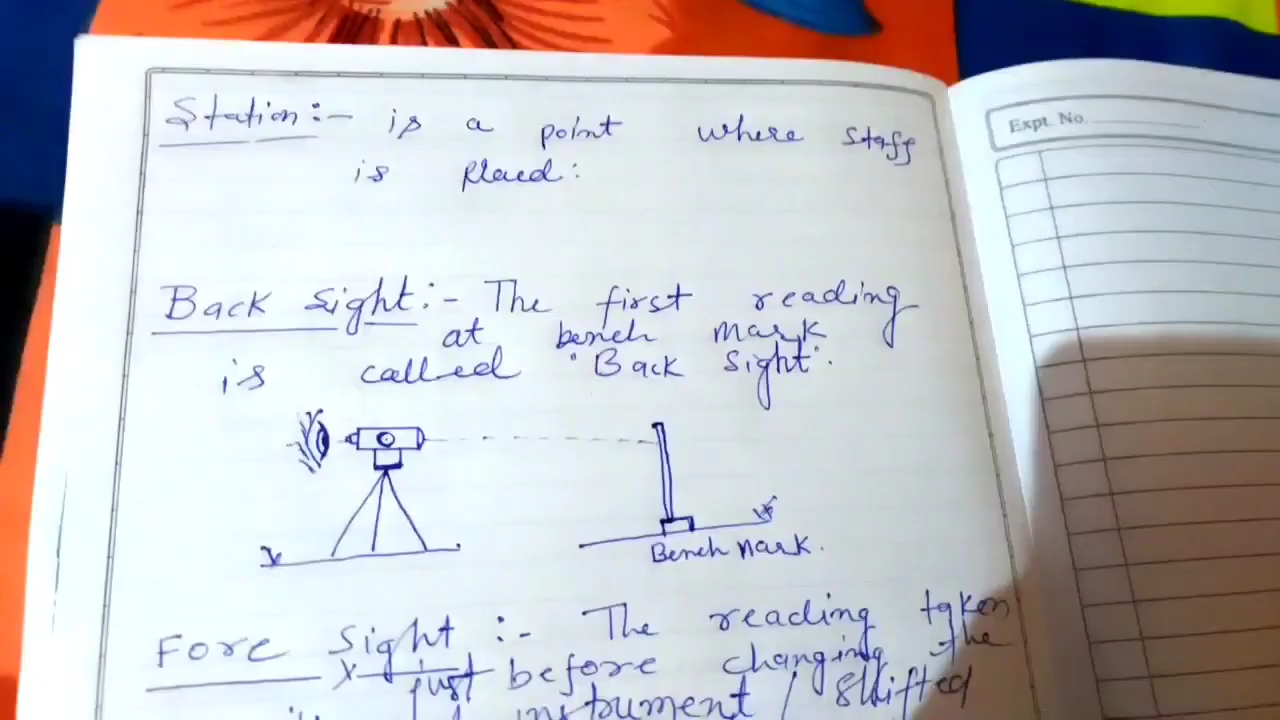 Station:- is a point where staff
is placed:
Back sight:- The first reading
at bench mark
is called "Back sight".
Bench Mark.
Fore sight :- The reading taken
just before changing the
instrument / shifted
Expt. No.